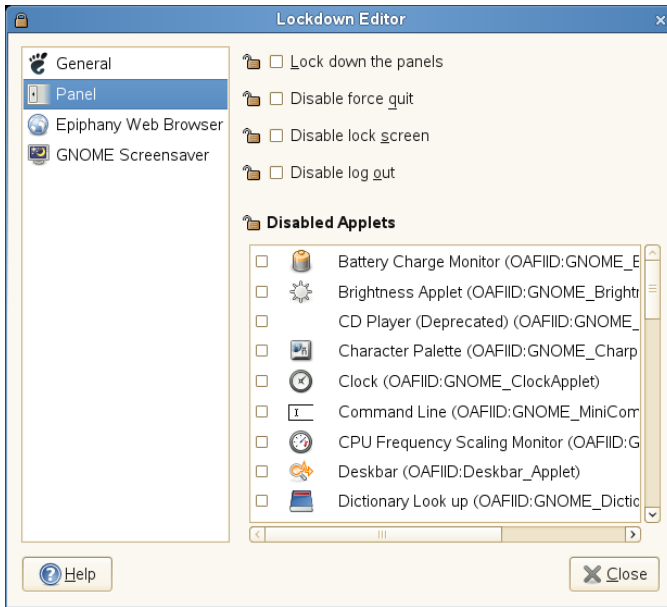 Lockdown Editor
General
Panel
Epiphany Web Browser
GNOME Screensaver
Lock down the panels
Disable force quit
Disable lock screen
Disable log out
Disabled Applets
Battery Charge Monitor (OAFIID:GNOME_B
Brightness Applet (OAFIID:GNOME_Brightr
CD Player (Deprecated) (OAFIID:GNOME_
Character Palette (OAFIID:GNOME_Charp
Clock (OAFIID:GNOME_ClockApplet)
Command Line (OAFIID:GNOME_MiniCom
CPU Frequency Scaling Monitor (OAFIID:G
Deskbar (OAFIID:Deskbar_Applet)
Dictionary Look up (OAFIID:GNOME_Dictic
Help
Close